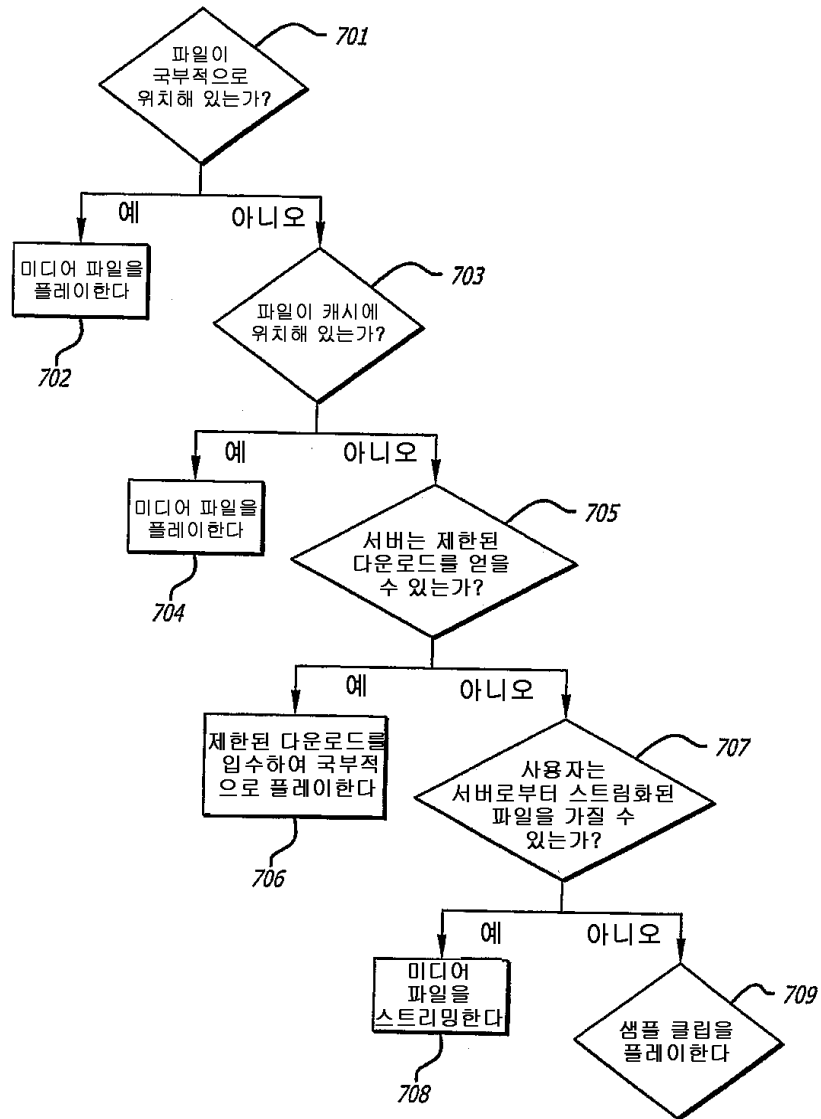 파일이
국부적으로
위치해 있는가?
701
예
아니오
미디어 파일을
플레이한다
702
703
파일이 캐시에
위치해 있는가?
예
아니오
미디어 파일을
플레이한다
704
705
서버는 제한된
다운로드를 얻을
수 있는가?
예
아니오
제한된 다운로드를
입수하여 국부적
으로 플레이한다
706
707
사용자는
서버로부터 스트림화된
파일을 가질 수
있는가?
예
아니오
미디어
파일을
스트리밍한다
708
709
샘플 클립을
플레이한다